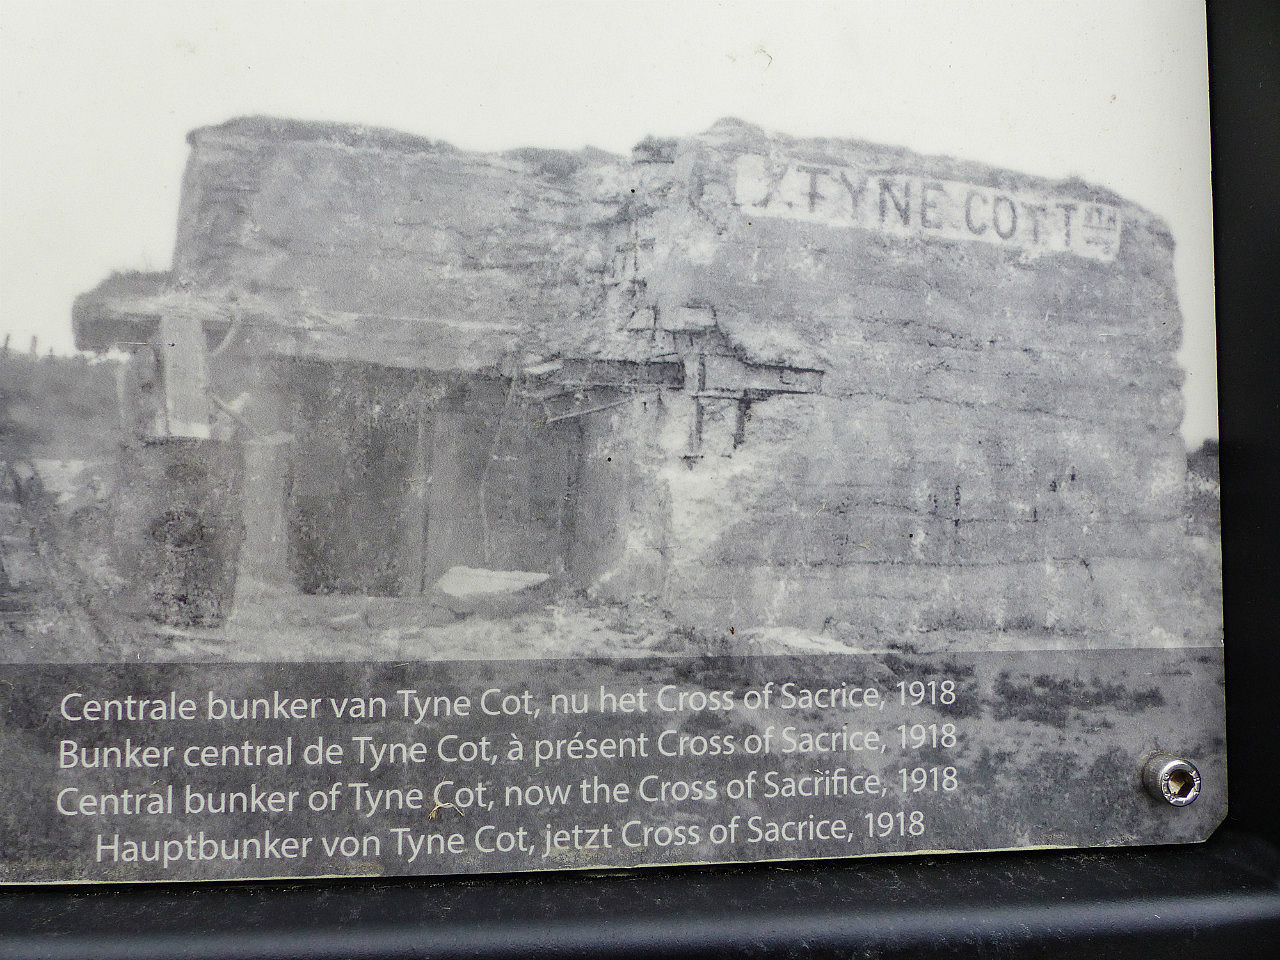 TYNE COTT
Centrale bunker van Tyne Cot, nu het Cross of Sacrice, 1918
Bunker central de Tyne Cot, à présent Cross of Sacrice, 1918
Central bunker of Tyne Cot, now the Cross of Sacrifice, 1918
Hauptbunker von Tyne Cot, jetzt Cross of Sacrice, 1918